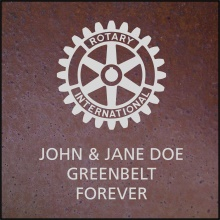 ROTARY
INTERNATIONAL
JOHN & JANE DOE
GREENBELT
FOREVER